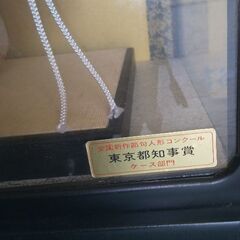 全国新作節句人形コンクール
東京都知事賞
ケース部門